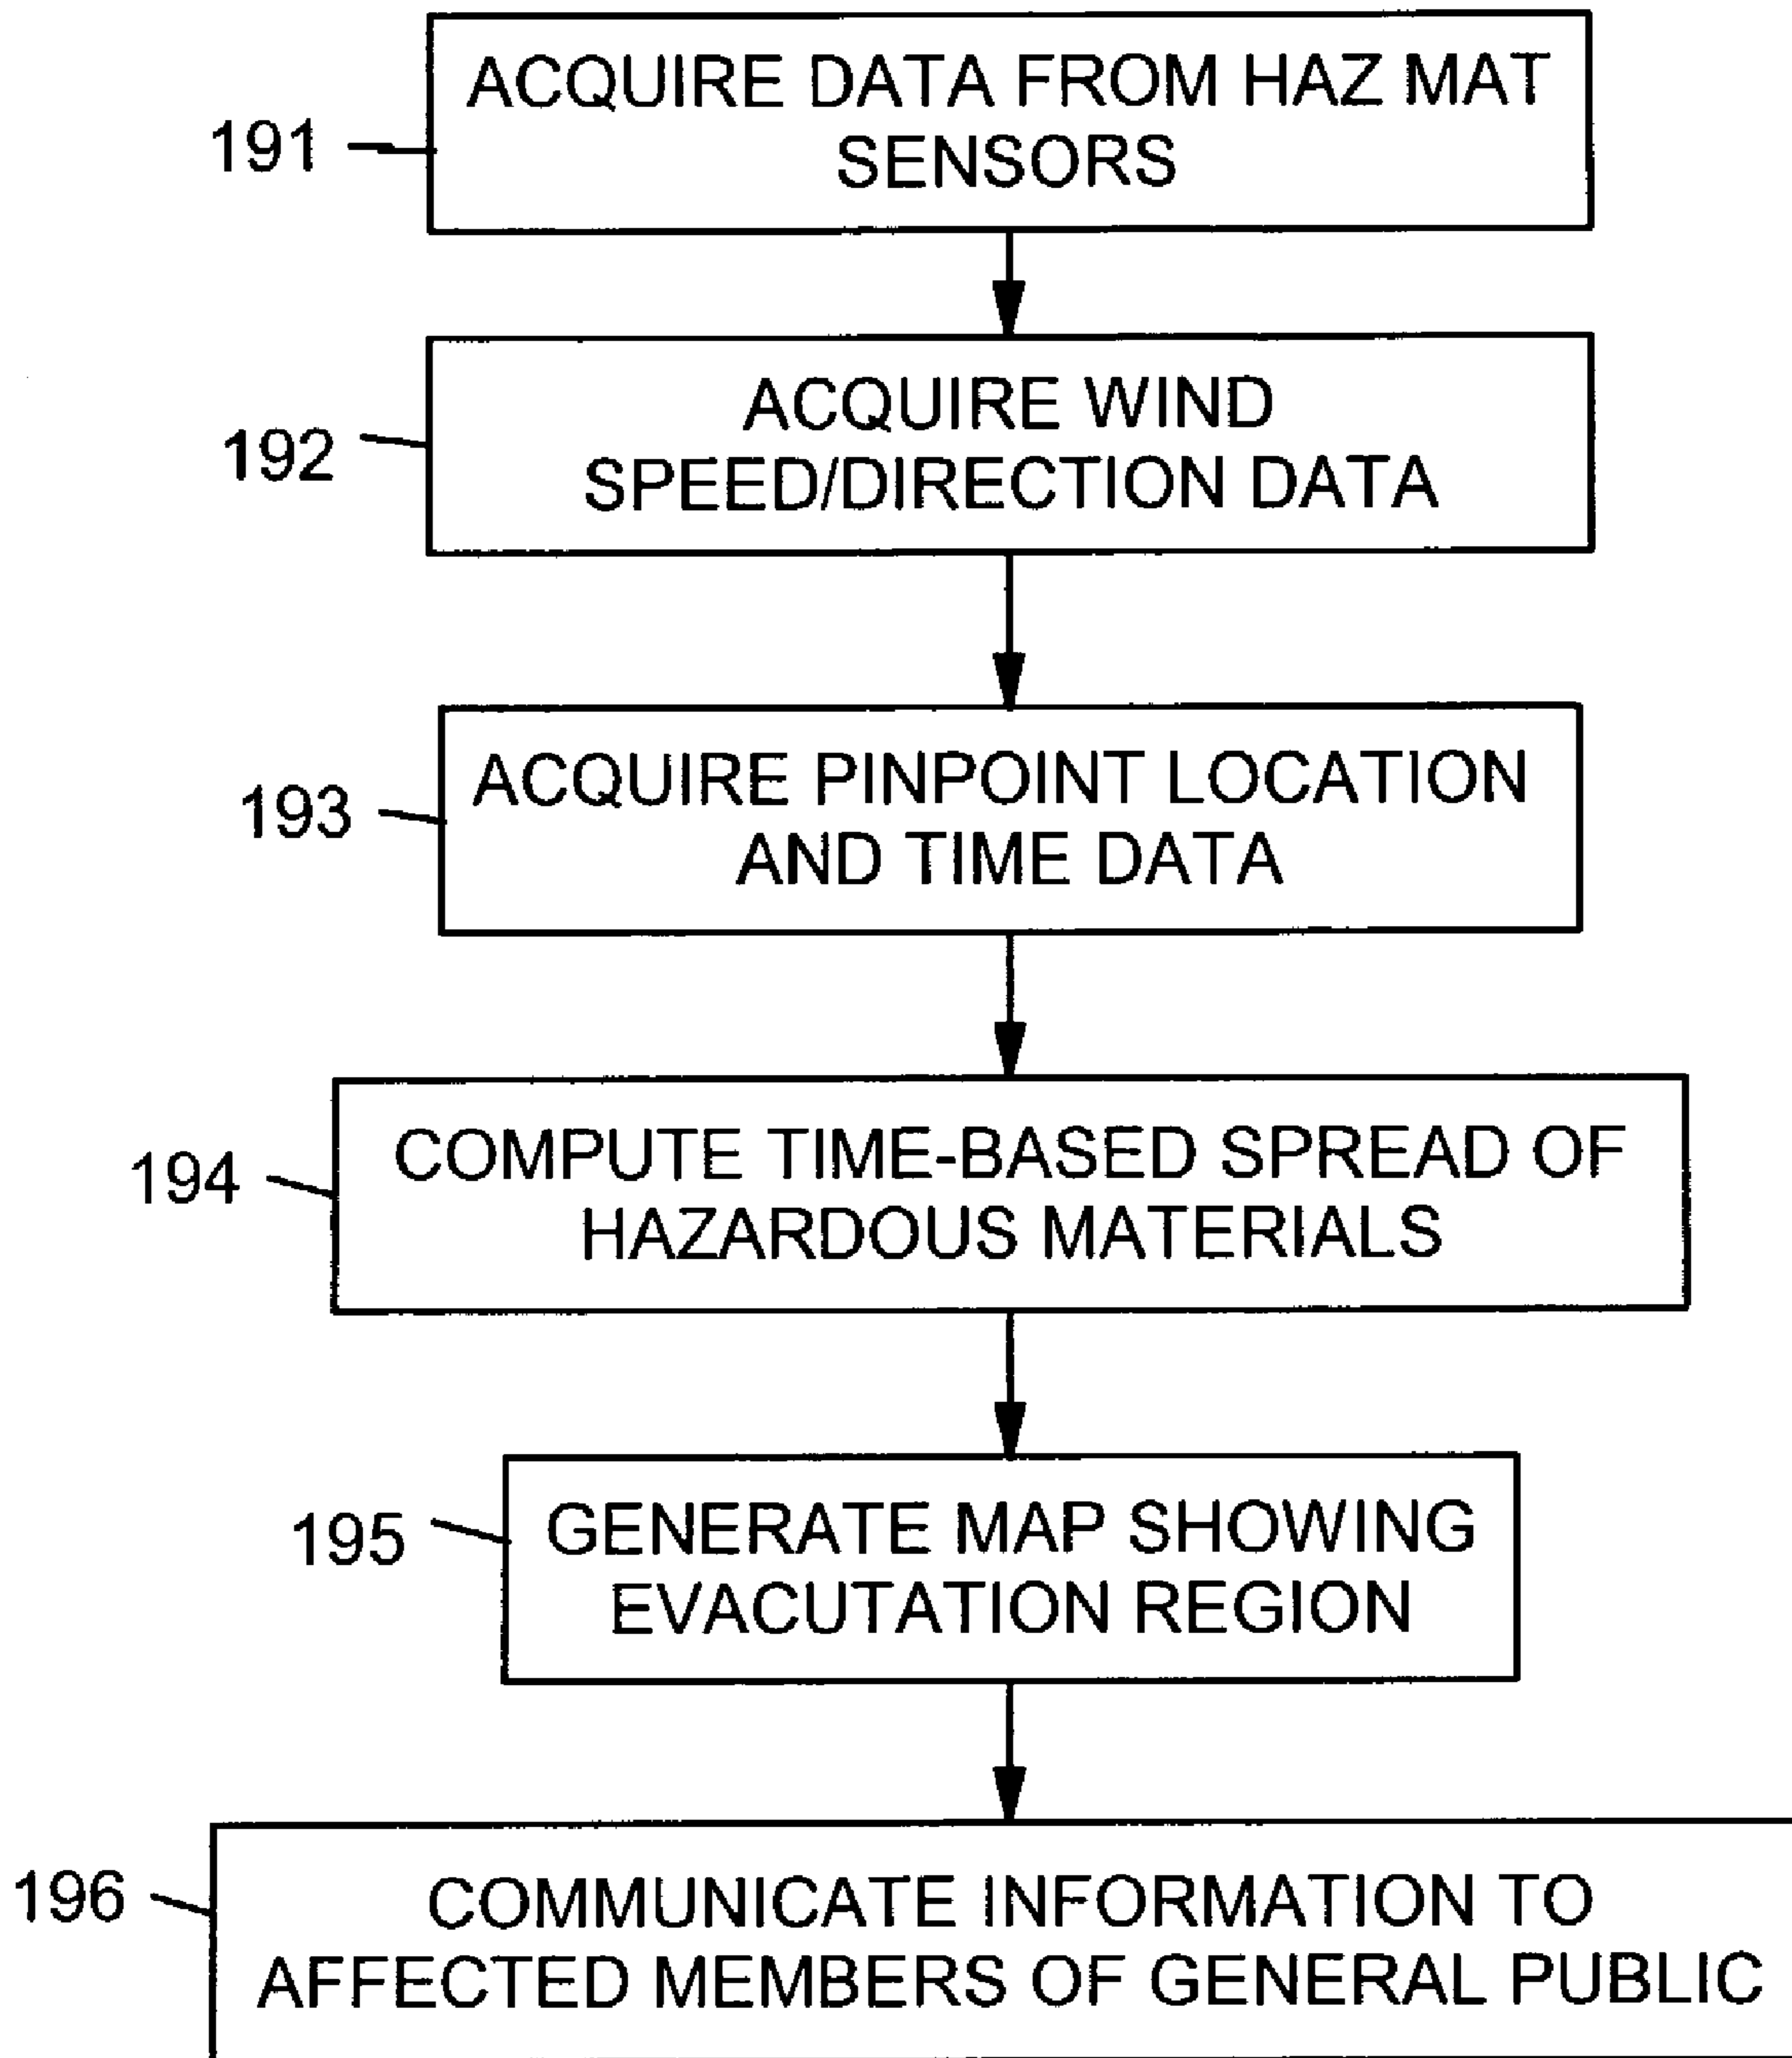 ACQUIRE DATA FROM HAZ MAT
SENSORS
191
ACQUIRE WIND
SPEED/DIRECTION DATA
192
ACQUIRE PINPOINT LOCATION
AND TIME DATA
193
COMPUTE TIME-BASED SPREAD OF
HAZARDOUS MATERIALS
194
GENERATE MAP SHOWING
EVACUTATION REGION
195
COMMUNICATE INFORMATION TO
AFFECTED MEMBERS OF GENERAL PUBLIC
196